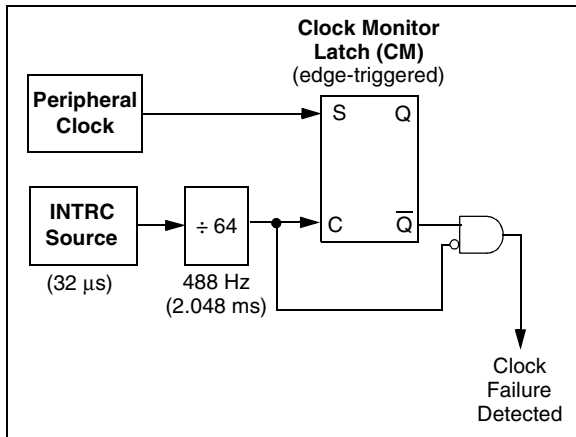 Clock Monitor
Latch (CM)
(edge-triggered)
Peripheral
Clock
S
Q
INTRC
Source
(32 μs)
÷ 64
488 Hz
(2.048 ms)
C
Q̅
Clock
Failure
Detected